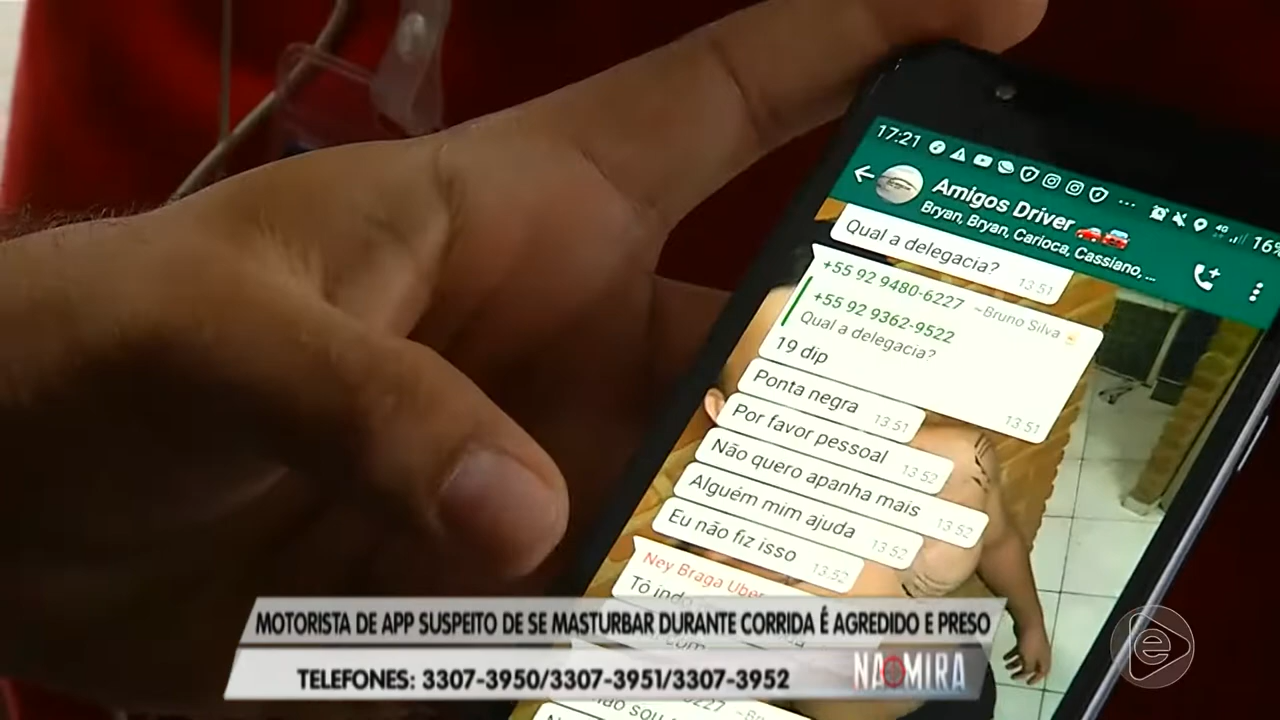 17:21
4G
16%
Amigos Driver
Bryan, Bryan, Carioca, Cassiano, ...
Qual a delegacia?
13:51
+55 92 9480-6227 ~Bruno Silva
+55 92 9362-9522
Qual a delegacia?
19 dip
13:51
Ponta negra
13:51
Por favor pessoal
13:52
Não quero apanha mais
13:52
Alguém mim ajuda
13:52
Eu não fiz isso
13:52
Ney Braga Uber
Tô indo
MOTORISTA DE APP SUSPEITO DE SE MASTURBAR DURANTE CORRIDA É AGREDIDO E PRESO
TELEFONES: 3307-3950/3307-3951/3307-3952
NA MIRA
e